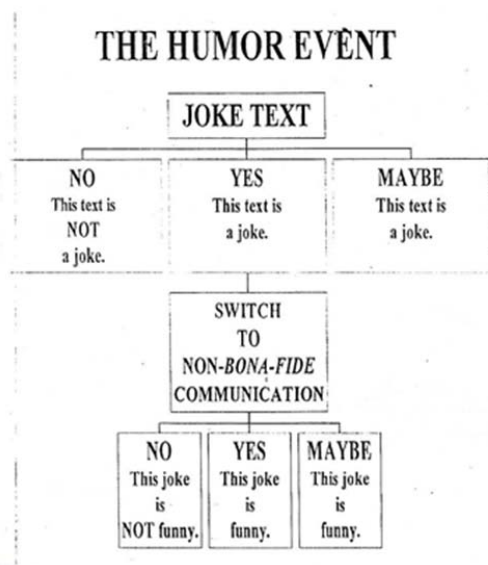 THE HUMOR EVENT
JOKE TEXT
NO
This text is
NOT
a joke.
YES
This text is
a joke.
MAYBE
This text is
a joke.
SWITCH
TO
NON-BONA-FIDE
COMMUNICATION
NO
This joke
is
NOT funny.
YES
This joke
is
funny.
MAYBE
This joke
is
funny.